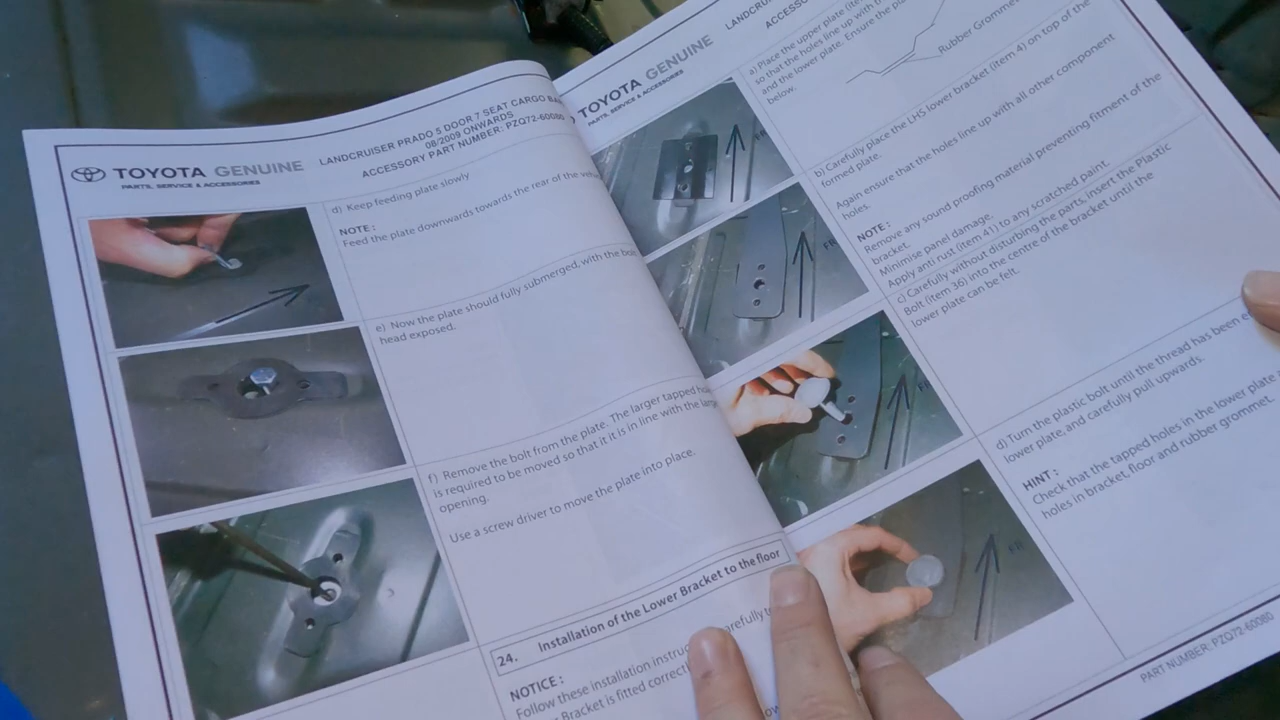 TOYOTA GENUINE
PARTS, SERVICE & ACCESSORIES
LANDCRUISER PRADO 5 DOOR 7 SEAT CARGO
08/2009 ONWARDS
ACCESSORY PART NUMBER: PZQ72-60080
d) Keep feeding plate slowly
NOTE :
Feed the plate downwards towards the rear of the
e) Now the plate should fully submerged, with the bolt
head exposed.
f) Remove the bolt from the plate. The larger tapped
is required to be moved so that it it is in line with the
opening.
Use a screw driver to move the plate into place.
24. Installation of the Lower Bracket to the floor
NOTICE :
Follow these installation
Bracket is fitted
TOYOTA GENUINE
PARTS, SERVICE & ACCESSORIES
ACCESSORY
a) Place the upper plate
so that the holes line up with
and the lower plate. Ensure the
below.
Rubber
b) Carefully place the LHS lower bracket (item 4) on top of the
formed plate.
Again ensure that the holes line up with all other component
holes.
NOTE :
Remove any sound proofing material preventing fitment of the
bracket.
Minimise panel damage.
Apply anti rust (item 41) to any scratched paint.
c) Carefully without disturbing the parts, insert the Plastic
Bolt (item 36) into the centre of the bracket until the
lower plate can be felt.
d) Turn the plastic bolt until the thread has been
lower plate, and carefully pull upwards.
HINT :
Check that the tapped holes in the lower plate
holes in bracket, floor and rubber grommet.
PART NUMBER: PZQ72-60080